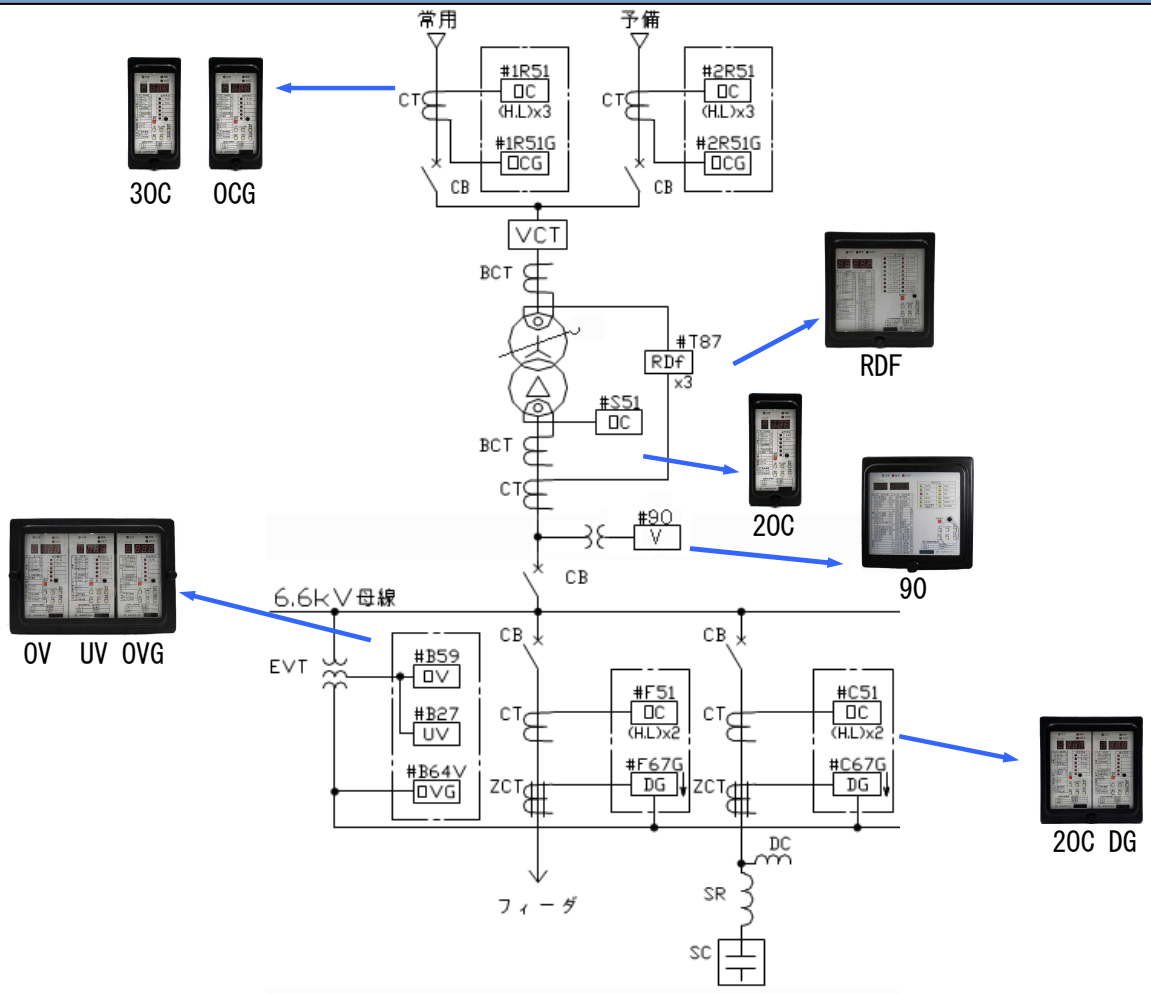 常用
予備
#1R51
OC
(H.L)x3
CT
#1R51G
OCG
CB
#2R51
OC
(H.L)x3
CT
#2R51G
OCG
CB
3OC
OCG
VCT
BCT
#T87
RDf
x3
RDF
#S51
OC
BCT
CT
2OC
#90
V
90
CB
6.6kV母線
OV
UV
OVG
EVT
#B59
OV
#B27
UV
#B64V
OVG
CB
CT
#F51
OC
(H.L)x2
ZCT
#F67G
DG
CB
CT
#C51
OC
(H.L)x2
ZCT
#C67G
DG
2OC
DG
DC
フィーダ
SR
SC